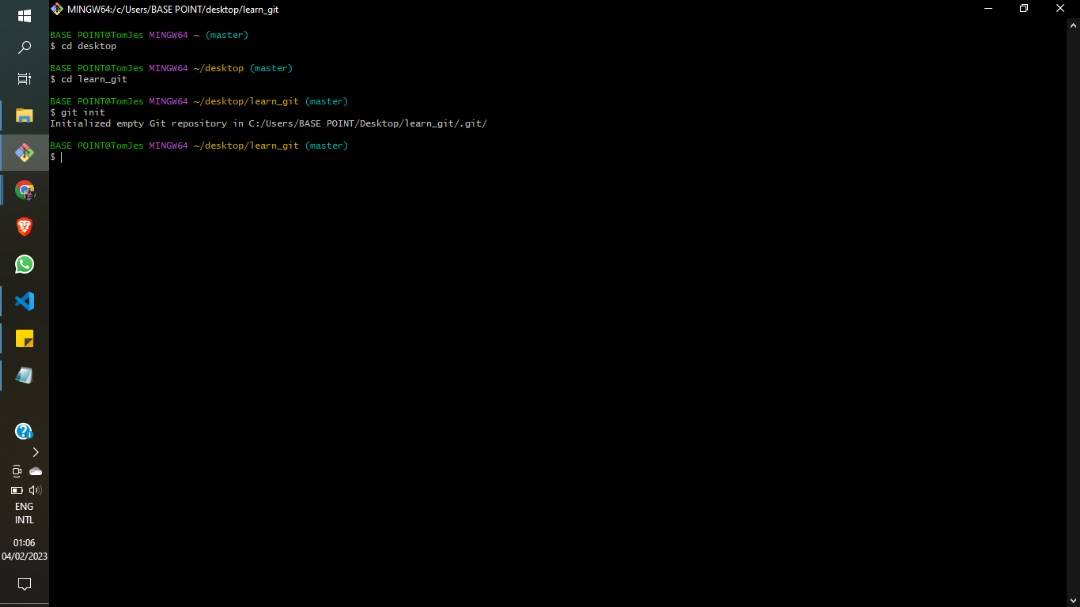 MINGW64:/c/Users/BASE POINT/desktop/learn_git
BASE POINT@TomJes MINGW64 ~ (master)
$ cd desktop
BASE POINT@TomJes MINGW64 ~/desktop (master)
$ cd learn_git
BASE POINT@TomJes MINGW64 ~/desktop/learn_git (master)
$ git init
Initialized empty Git repository in C:/Users/BASE POINT/Desktop/learn_git/.git/
BASE POINT@TomJes MINGW64 ~/desktop/learn_git (master)
$
ENG
INTL
01:06
04/02/2023